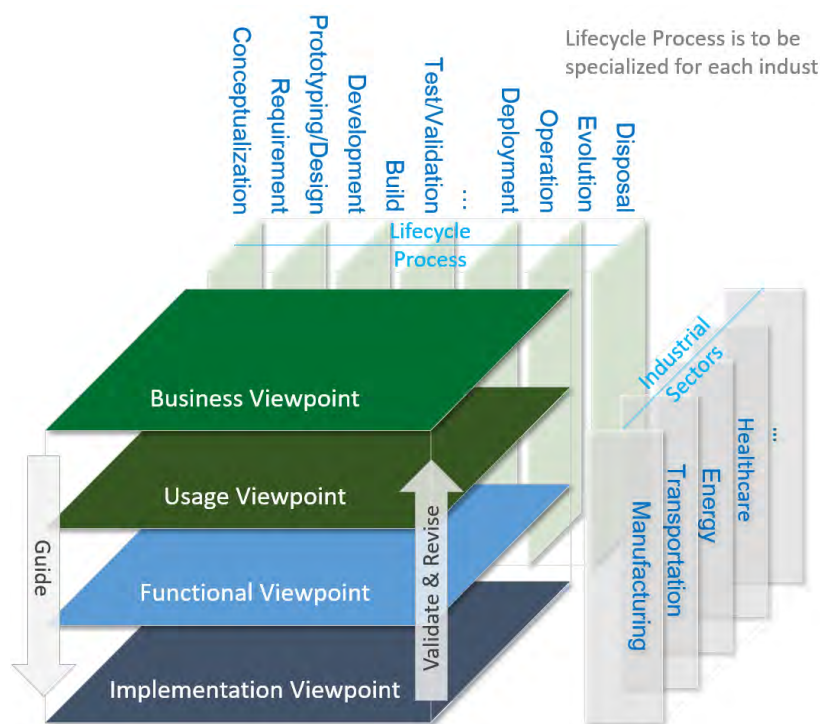 Lifecycle Process is to be
specialized for each indust
Conceptualization
Requirement
Prototyping/Design
Development
Build
Test/Validation
...
Deployment
Operation
Evolution
Disposal
Lifecycle
Process
Industrial
Sectors
Business Viewpoint
Usage Viewpoint
Functional Viewpoint
Implementation Viewpoint
Guide
Validate & Revise
Manufacturing
Transportation
Energy
Healthcare
...